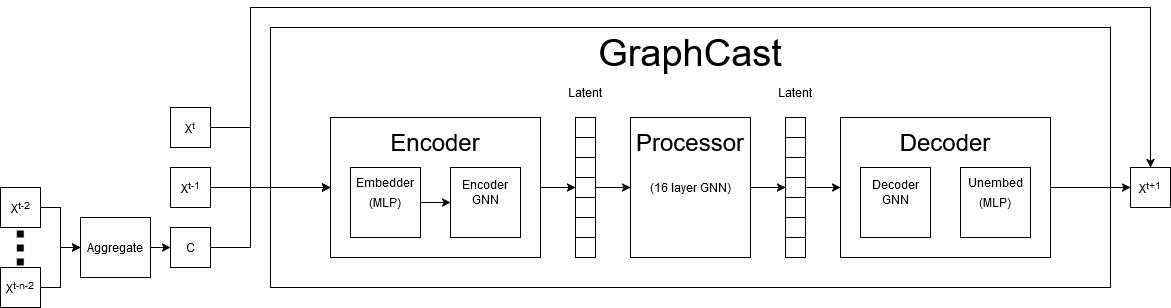 GraphCast
Latent
Latent
X^t
Encoder
Processor
Decoder
X^t-1
Embedder
(MLP)
Encoder
GNN
(16 layer GNN)
Decoder
GNN
Unembed
(MLP)
X^t+1
X^t-2
Aggregate
C
X^t-n-2